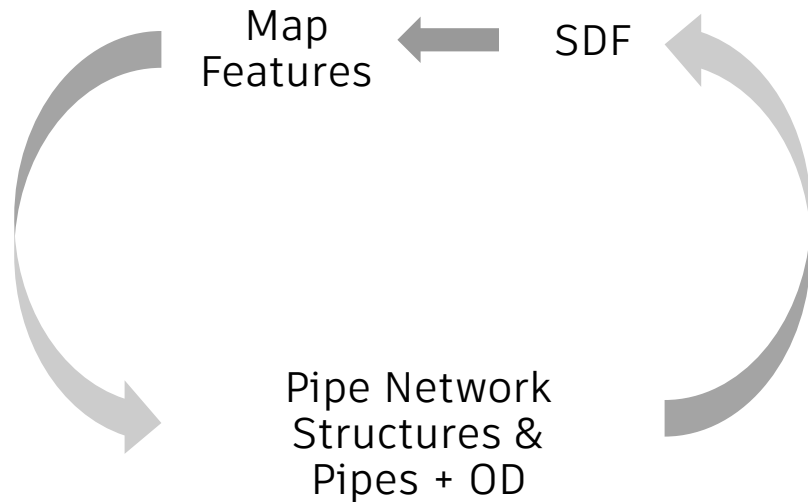 Map
Features
SDF
Pipe Network
Structures &
Pipes + OD